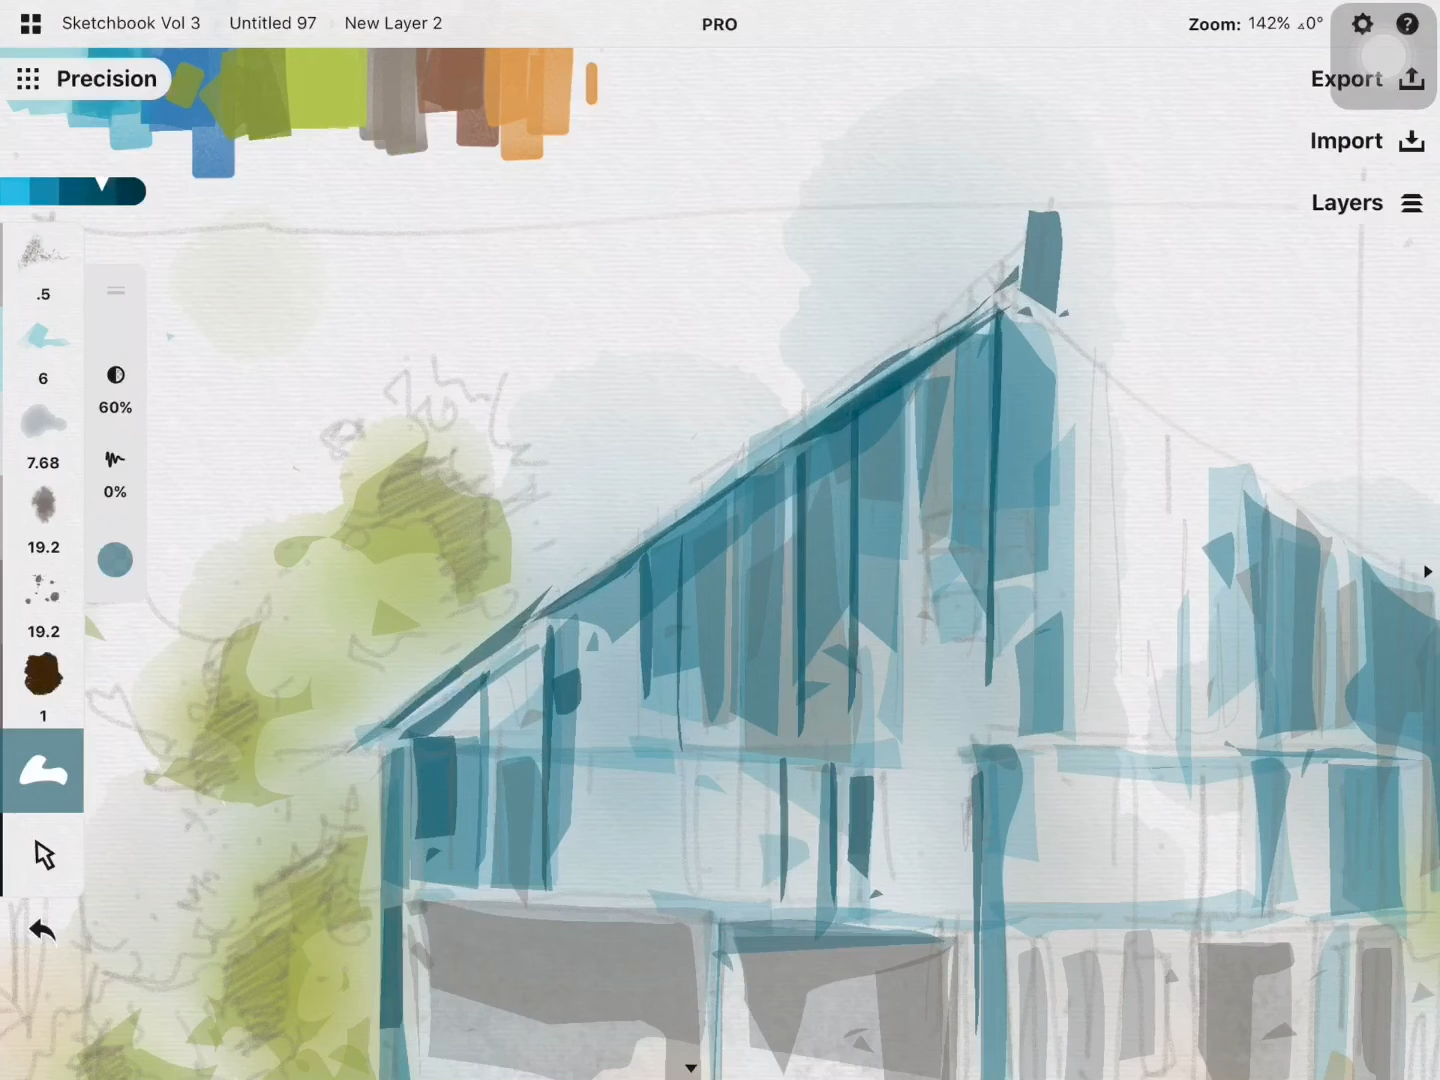 Sketchbook Vol 3 Untitled 97 New Layer 2 PRO Zoom: 142% ⊿0°
Precision
Export
Import
Layers
.5
6
60%
7.68
0%
19.2
19.2
1